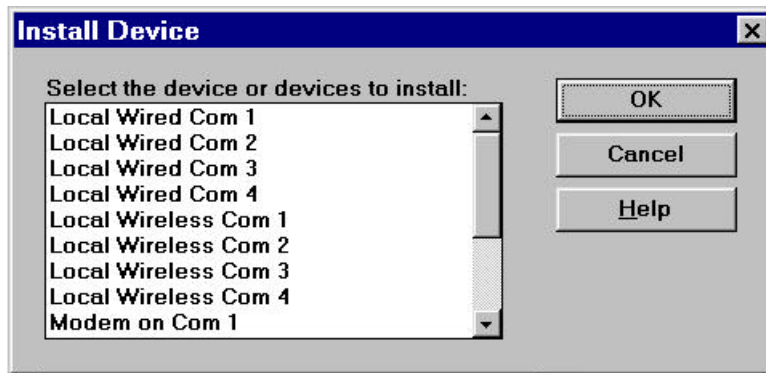 Install Device
Select the device or devices to install:
Local Wired Com 1
Local Wired Com 2
Local Wired Com 3
Local Wired Com 4
Local Wireless Com 1
Local Wireless Com 2
Local Wireless Com 3
Local Wireless Com 4
Modem on Com 1
OK
Cancel
Help